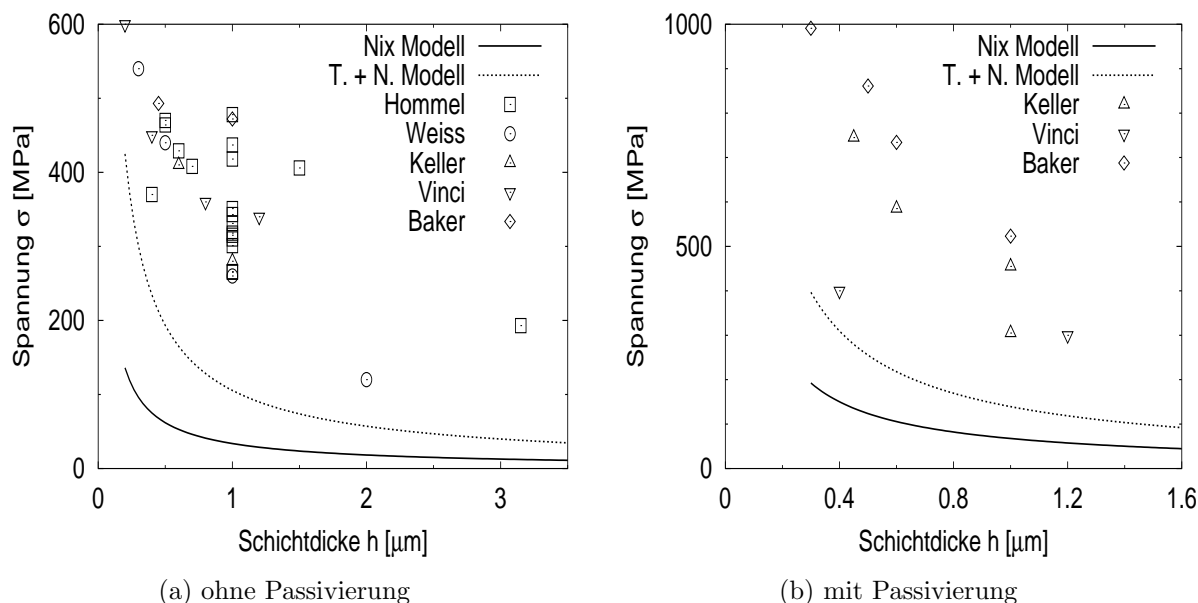 600
400
200
0
Spannung σ [MPa]
Nix Modell
T. + N. Modell
Hommel
Weiss
Keller
Vinci
Baker
0
1
2
3
Schichtdicke h [μm]
(a) ohne Passivierung
1000
500
0
Spannung σ [MPa]
Nix Modell
T. + N. Modell
Keller
Vinci
Baker
0
0.4
0.8
1.2
1.6
Schichtdicke h [μm]
(b) mit Passivierung